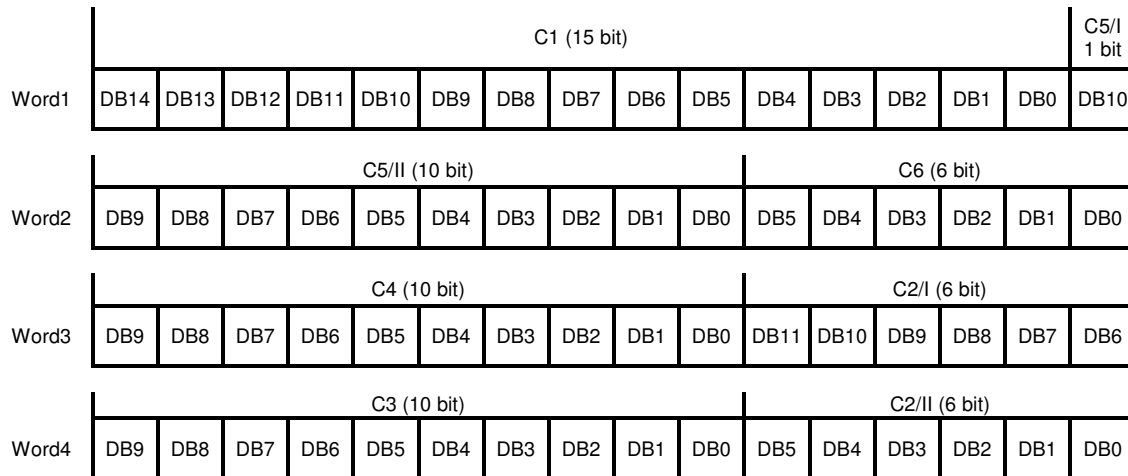 C1 (15 bit) C5/I
1 bit
Word1 DB14 DB13 DB12 DB11 DB10 DB9 DB8 DB7 DB6 DB5 DB4 DB3 DB2 DB1 DB0 DB10
C5/II (10 bit) C6 (6 bit)
Word2 DB9 DB8 DB7 DB6 DB5 DB4 DB3 DB2 DB1 DB0 DB5 DB4 DB3 DB2 DB1 DB0
C4 (10 bit) C2/I (6 bit)
Word3 DB9 DB8 DB7 DB6 DB5 DB4 DB3 DB2 DB1 DB0 DB11 DB10 DB9 DB8 DB7 DB6
C3 (10 bit) C2/II (6 bit)
Word4 DB9 DB8 DB7 DB6 DB5 DB4 DB3 DB2 DB1 DB0 DB5 DB4 DB3 DB2 DB1 DB0